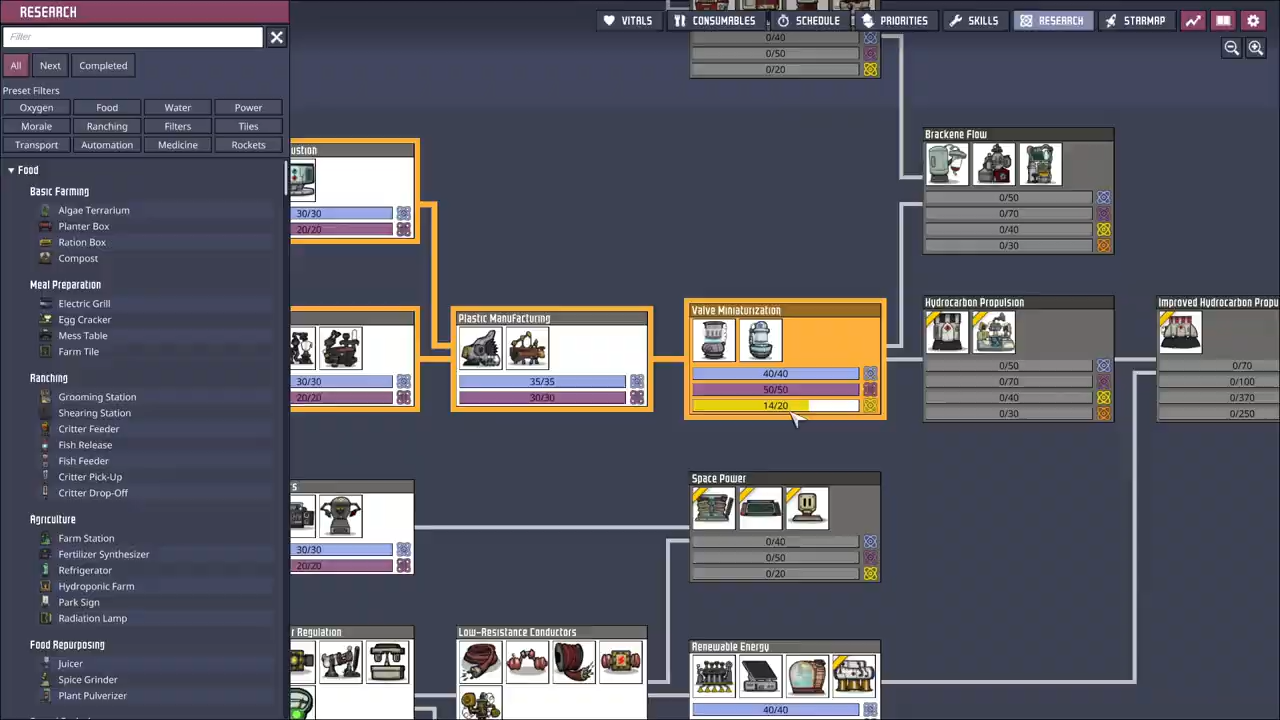 RESEARCH
VITALS
CONSUMABLES
SCHEDULE
PRIORITIES
SKILLS
RESEARCH
STARMAP
Filter
All
Next
Completed
Preset Filters
Oxygen
Food
Water
Power
Morale
Ranching
Filters
Tiles
Transport
Automation
Medicine
Rockets
Food
Basic Farming
Algae Terrarium
Planter Box
Ration Box
Compost
Meal Preparation
Electric Grill
Egg Cracker
Mess Table
Farm Tile
Ranching
Grooming Station
Shearing Station
Critter Feeder
Fish Release
Fish Feeder
Critter Pick-Up
Critter Drop-Off
Agriculture
Farm Station
Fertilizer Synthesizer
Refrigerator
Hydroponic Farm
Park Sign
Radiation Lamp
Food Repurposing
Juicer
Spice Grinder
Plant Pulverizer
0/40
0/50
0/20
ustion
30/30
20/20
30/30
20/20
Plastic Manufacturing
35/35
30/30
Valve Miniaturization
40/40
50/50
14/20
Brackene Flow
0/50
0/70
0/40
0/30
Hydrocarbon Propulsion
0/50
0/70
0/40
0/30
Improved Hydrocarbon Propu
0/70
0/100
0/370
0/250
s
30/30
20/20
Space Power
0/40
0/50
0/20
r Regulation
Low-Resistance Conductors
Renewable Energy
40/40